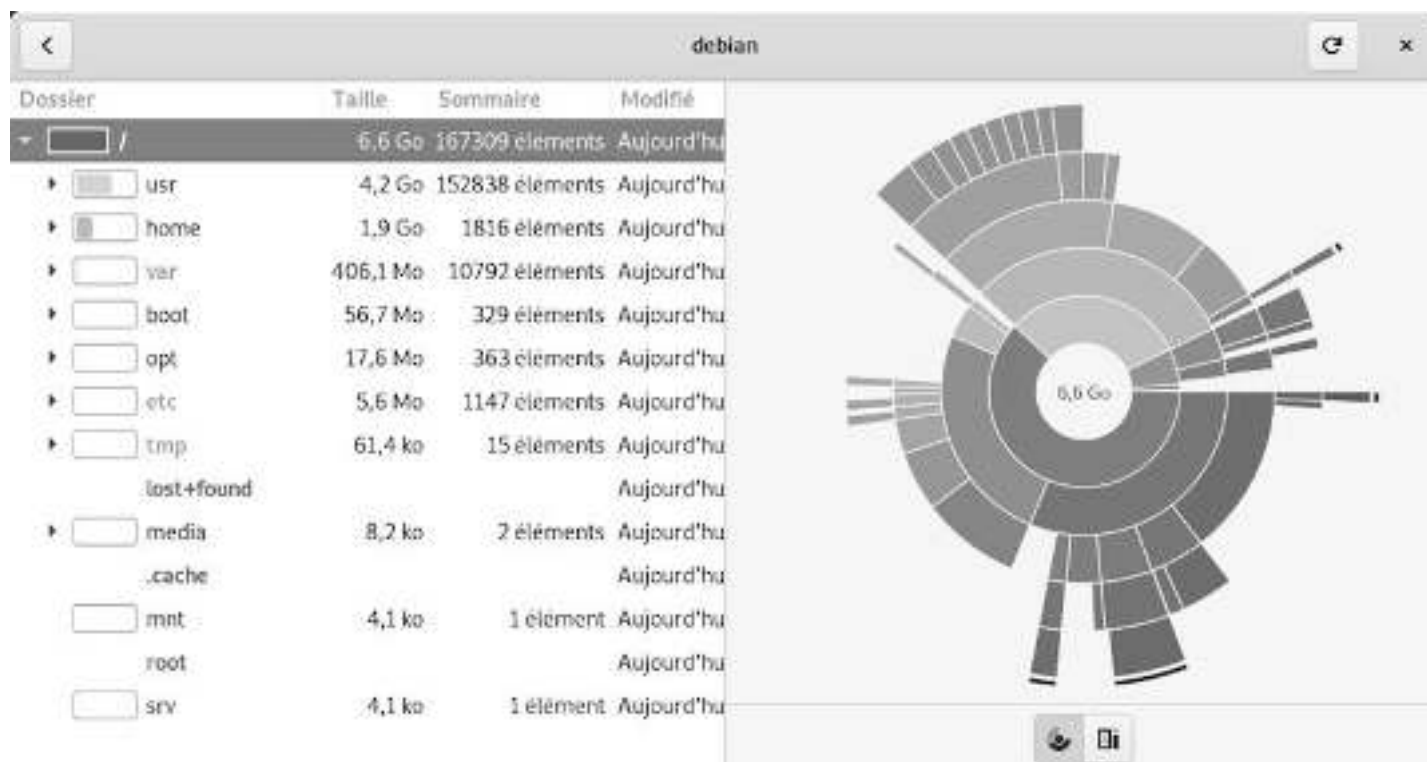 debian
Dossier Taille Sommaire Modifié
/ 6,6 Go 167309 éléments Aujourd'hu
usr 4,2 Go 152838 éléments Aujourd'hu
home 1,9 Go 1816 éléments Aujourd'hu
var 406,1 Mo 10792 éléments Aujourd'hu
boot 56,7 Mo 329 éléments Aujourd'hu
opt 17,6 Mo 363 éléments Aujourd'hu
etc 5,6 Mo 1147 éléments Aujourd'hu
tmp 61,4 ko 15 éléments Aujourd'hu
lost+found Aujourd'hu
media 8,2 ko 2 éléments Aujourd'hu
.cache Aujourd'hu
mnt 4,1 ko 1 élément Aujourd'hu
root Aujourd'hu
srv 4,1 ko 1 élément Aujourd'hu
6,6 Go